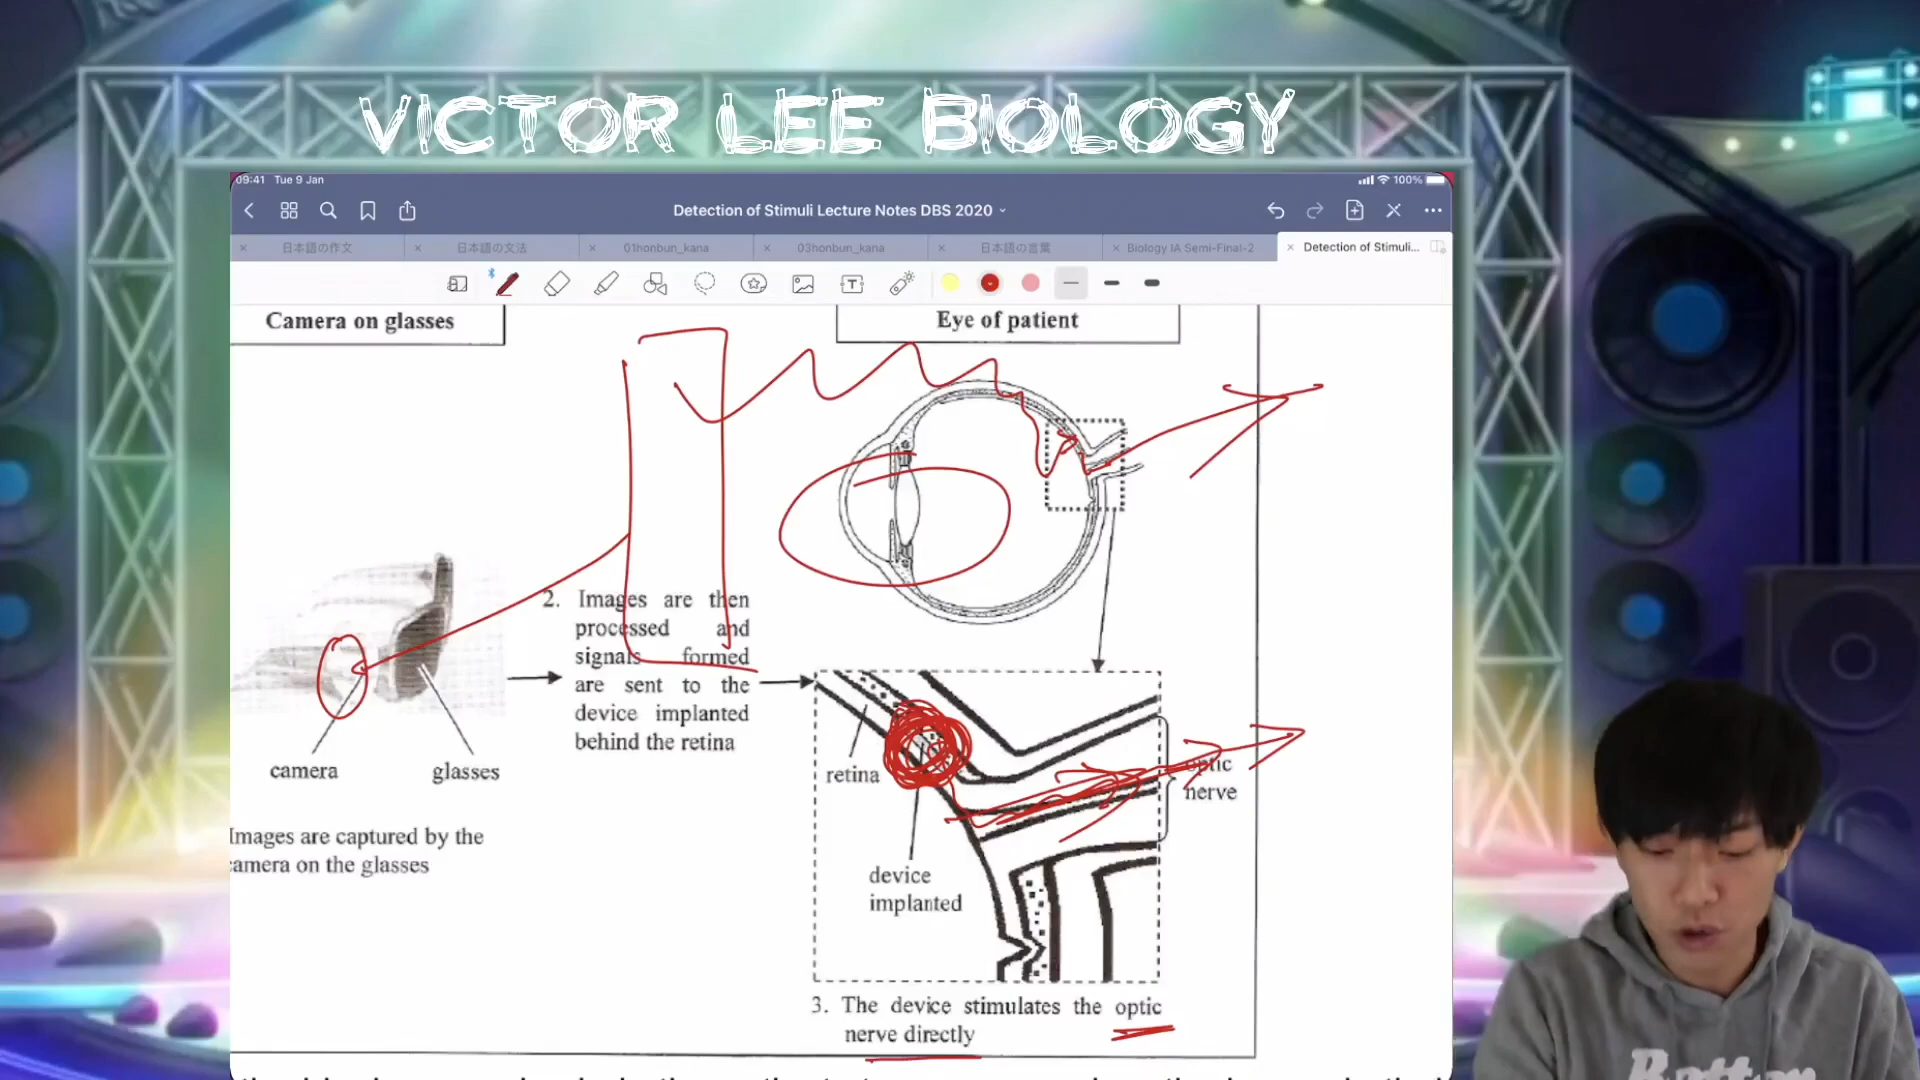 VICTOR LEE BIOLOGY
09:41 Tue 9 Jan
100%
Detection of Stimuli Lecture Notes DBS 2020
日本語の作文
日本語の文法
01honbun_kana
03honbun_kana
日本語の言葉
Biology IA Semi-Final-2
Detection of Stimuli...
Camera on glasses
Eye of patient
2. Images are then
processed and
signals formed
are sent to the
device implanted
behind the retina
camera
glasses
Images are captured by the
camera on the glasses
retina
optic
nerve
device
implanted
3. The device stimulates the optic
nerve directly